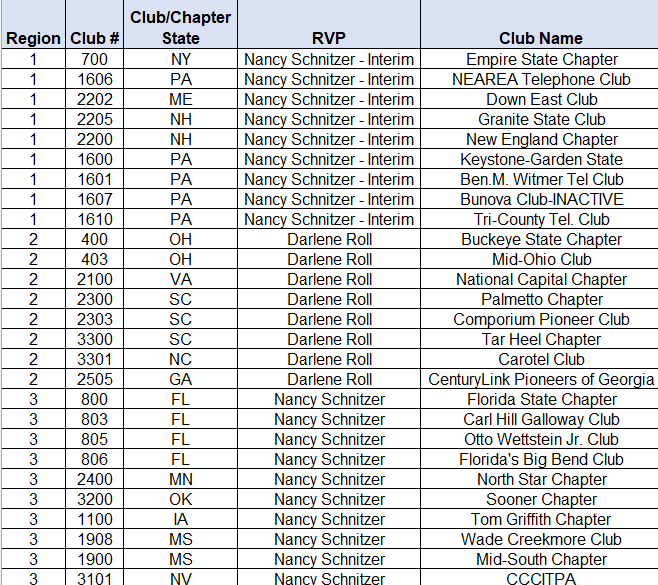 Club/Chapter
Region Club # State RVP Club Name
1 700 NY Nancy Schnitzer - Interim Empire State Chapter
1 1606 PA Nancy Schnitzer - Interim NEAREA Telephone Club
1 2202 ME Nancy Schnitzer - Interim Down East Club
1 2205 NH Nancy Schnitzer - Interim Granite State Club
1 2200 NH Nancy Schnitzer - Interim New England Chapter
1 1600 PA Nancy Schnitzer - Interim Keystone-Garden State
1 1601 PA Nancy Schnitzer - Interim Ben.M. Witmer Tel Club
1 1607 PA Nancy Schnitzer - Interim Bunova Club-INACTIVE
1 1610 PA Nancy Schnitzer - Interim Tri-County Tel. Club
2 400 OH Darlene Roll Buckeye State Chapter
2 403 OH Darlene Roll Mid-Ohio Club
2 2100 VA Darlene Roll National Capital Chapter
2 2300 SC Darlene Roll Palmetto Chapter
2 2303 SC Darlene Roll Comporium Pioneer Club
2 3300 SC Darlene Roll Tar Heel Chapter
2 3301 NC Darlene Roll Carotel Club
2 2505 GA Darlene Roll CenturyLink Pioneers of Georgia
3 800 FL Nancy Schnitzer Florida State Chapter
3 803 FL Nancy Schnitzer Carl Hill Galloway Club
3 805 FL Nancy Schnitzer Otto Wettstein Jr. Club
3 806 FL Nancy Schnitzer Florida's Big Bend Club
3 2400 MN Nancy Schnitzer North Star Chapter
3 3200 OK Nancy Schnitzer Sooner Chapter
3 1100 IA Nancy Schnitzer Tom Griffith Chapter
3 1908 MS Nancy Schnitzer Wade Creekmore Club
3 1900 MS Nancy Schnitzer Mid-South Chapter
3 3101 NV Nancy Schnitzer CCCITPA